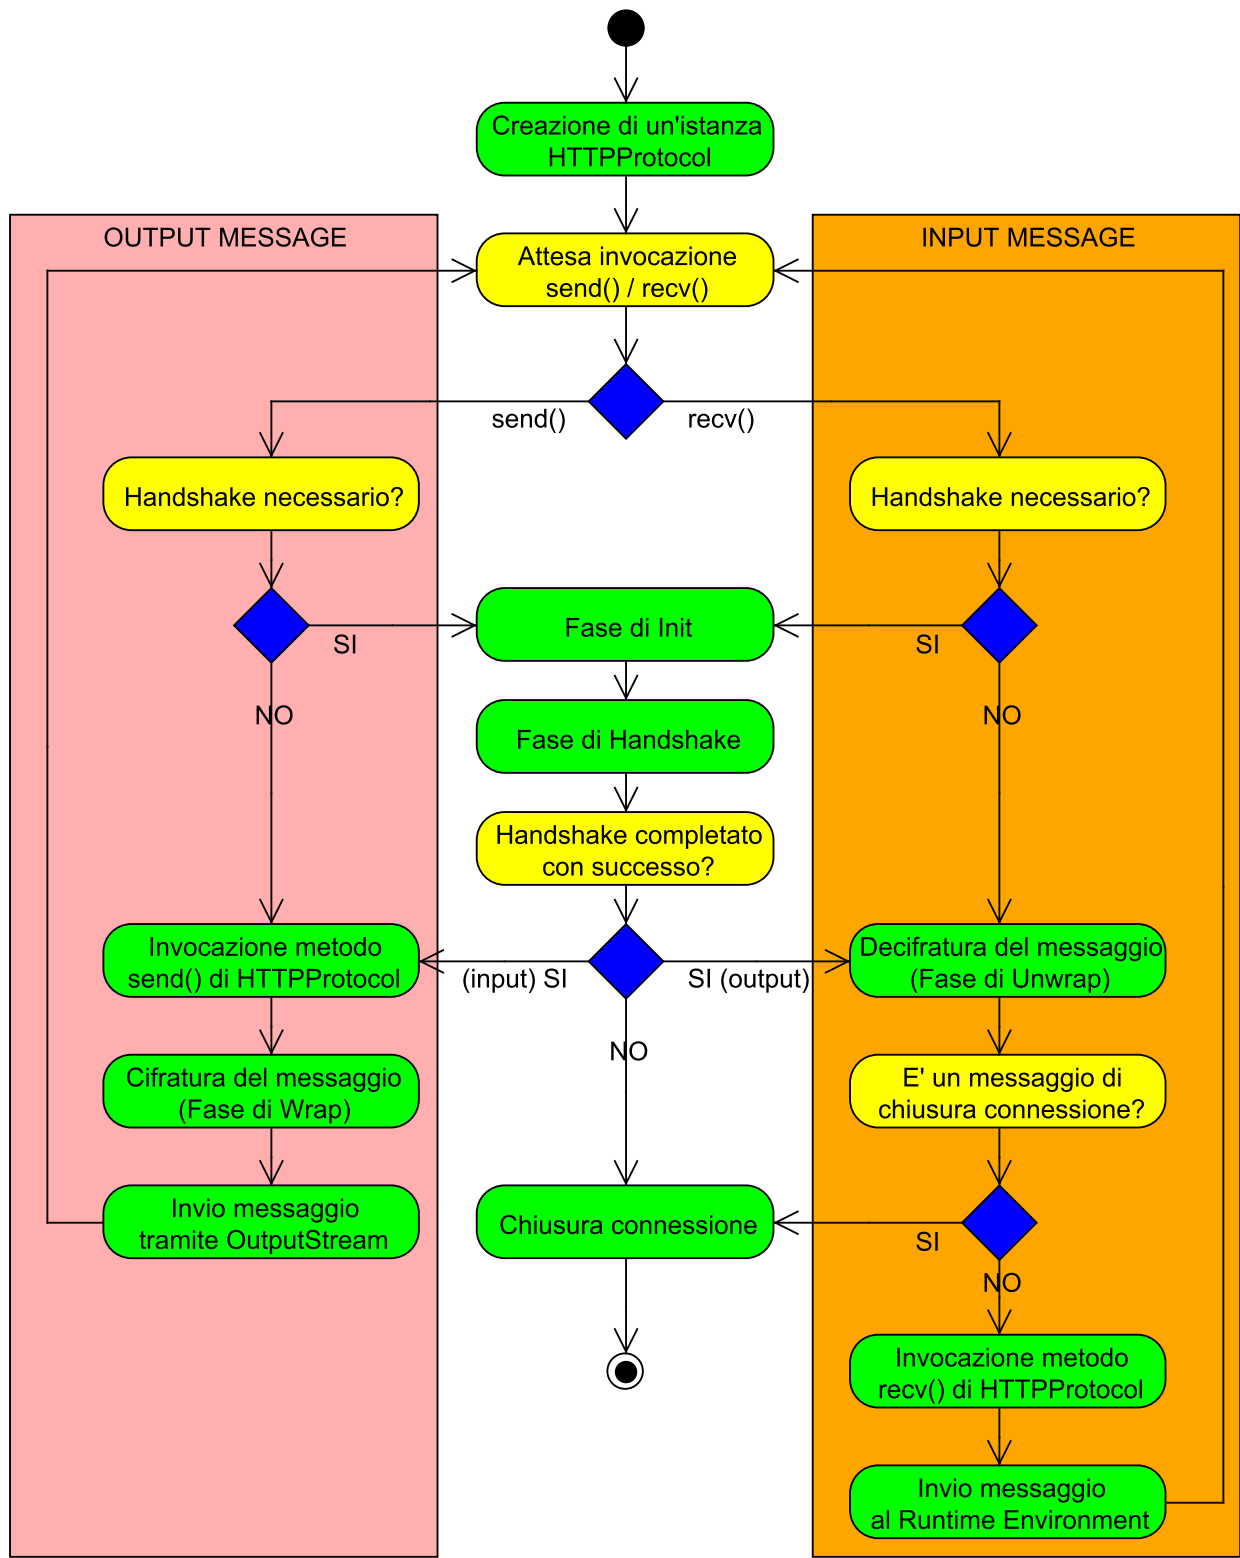 Creazione di un'istanza
HTTPProtocol
OUTPUT MESSAGE
INPUT MESSAGE
Attesa invocazione
send() / recv()
send()
recv()
Handshake necessario?
Handshake necessario?
Fase di Init
SI
SI
NO
NO
Fase di Handshake
Handshake completato
con successo?
Invocazione metodo
send() di HTTPProtocol
(input) SI
SI (output)
Decifratura del messaggio
(Fase di Unwrap)
NO
Cifratura del messaggio
(Fase di Wrap)
E' un messaggio di
chiusura connessione?
Invio messaggio
tramite OutputStream
Chiusura connessione
SI
NO
Invocazione metodo
recv() di HTTPProtocol
Invio messaggio
al Runtime Environment